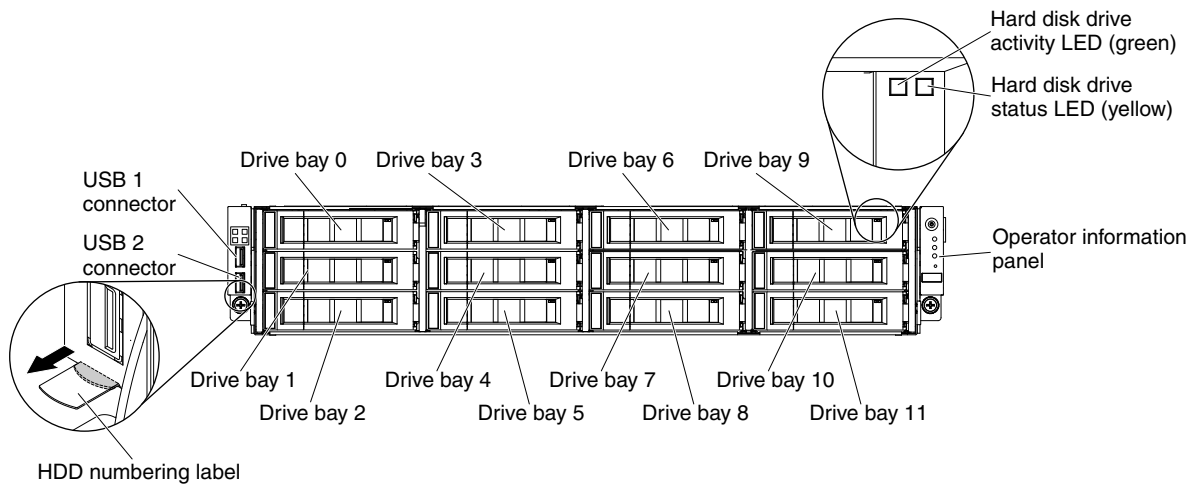 Hard disk drive
activity LED (green)
Hard disk drive
status LED (yellow)
Drive bay 0
Drive bay 3
Drive bay 6
Drive bay 9
USB 1
connector
USB 2
connector
Operator information
panel
Drive bay 1
Drive bay 4
Drive bay 7
Drive bay 10
Drive bay 2
Drive bay 5
Drive bay 8
Drive bay 11
HDD numbering label